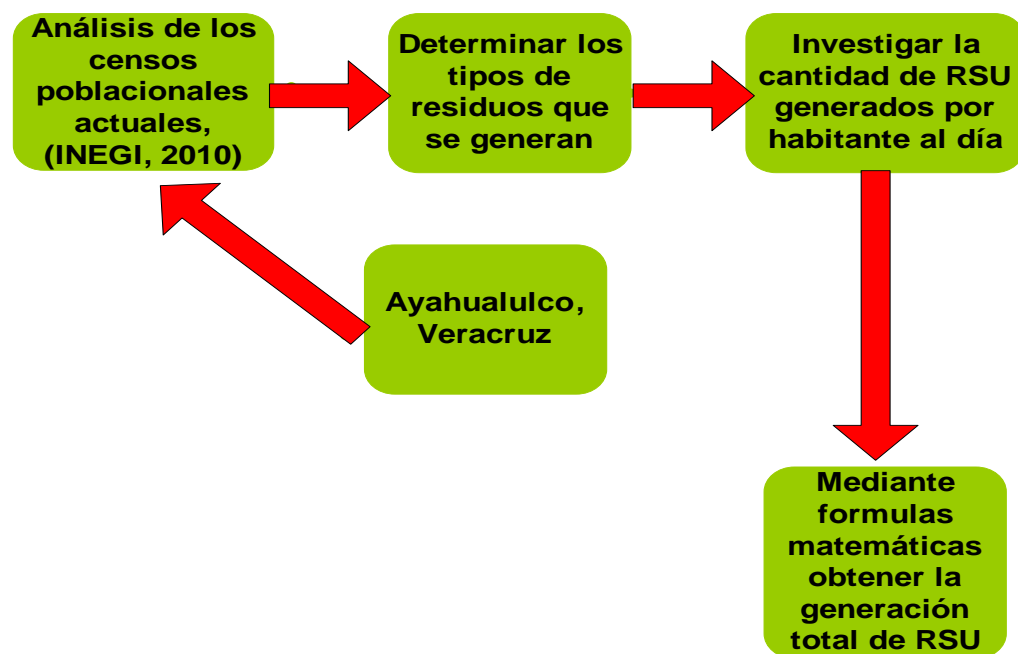 Análisis de los
censos
poblacionales
actuales,
(INEGI, 2010)
Determinar los
tipos de
residuos que
se generan
Investigar la
cantidad de RSU
generados por
habitante al día
Ayahualulco,
Veracruz
Mediante
formulas
matemáticas
obtener la
generación
total de RSU